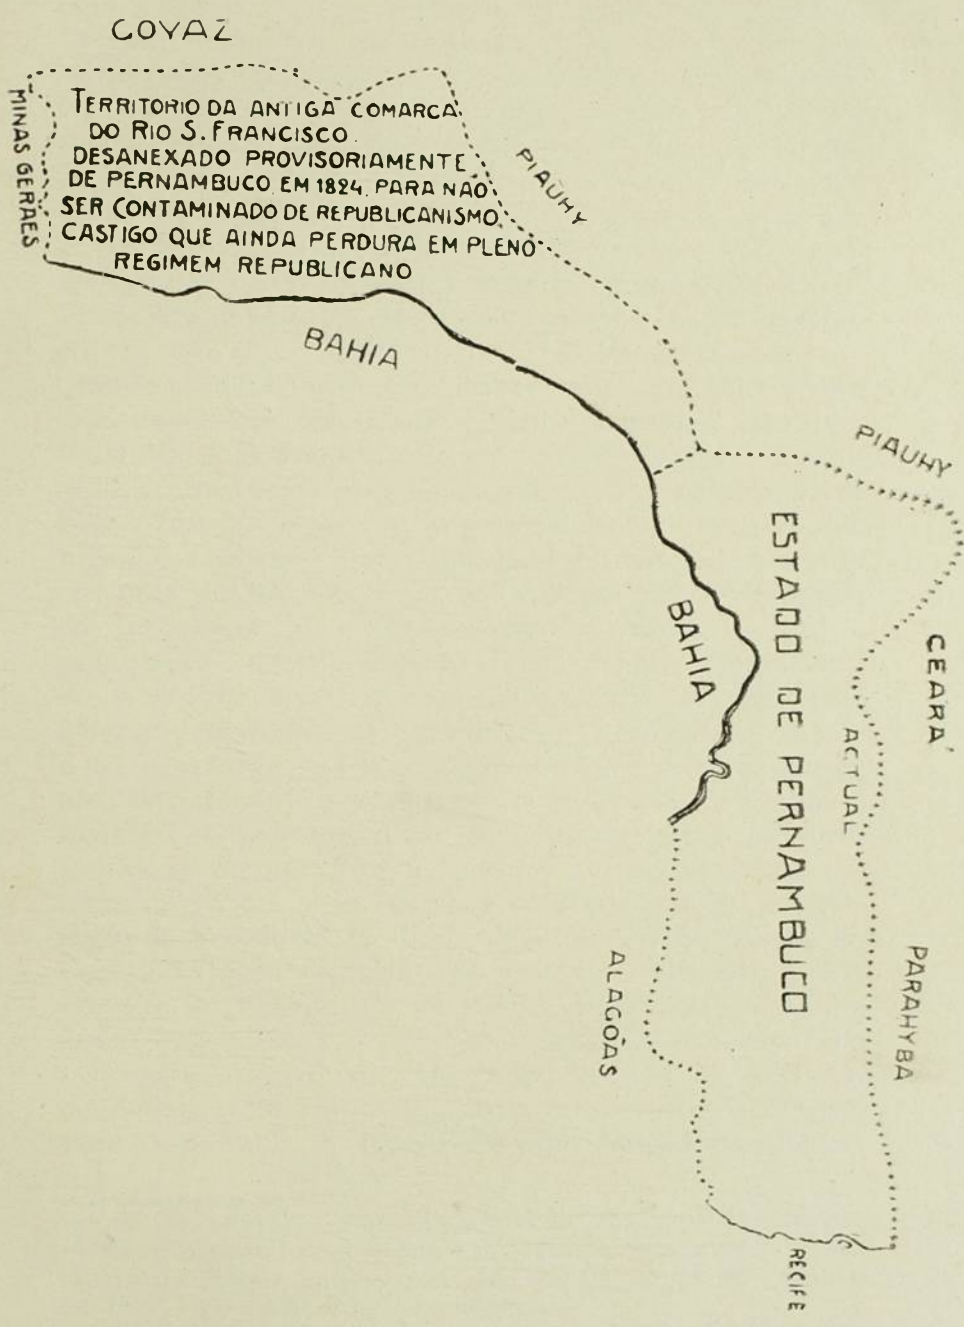 GOYAZ
MINAS GERAES
TERRITORIO DA ANTIGA COMARCA
DO RIO S. FRANCISCO
DESANEXADO PROVISORIAMENTE
DE PERNAMBUCO EM 1824, PARA NÃO
SER CONTAMINADO DE REPUBLICANISMO.
CASTIGO QUE AINDA PERDURA EM PLENO
REGIMEM REPUBLICANO
PIAUHY
BAHIA
PIAUHY
ESTADO DE PERNAMBUCO
ACTUAL
BAHIA
CEARÁ
ALAGÔAS
PARAHYBA
RECIFE